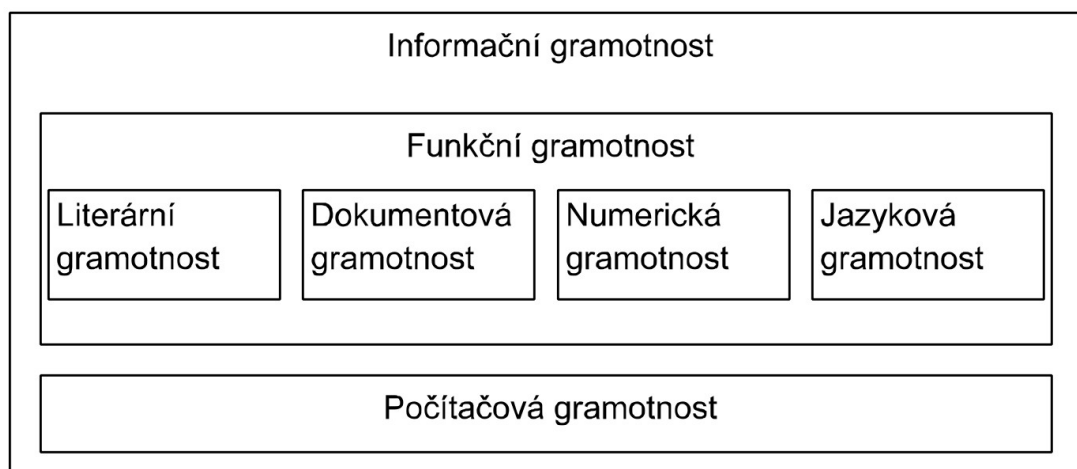 Informační gramotnost
Funkční gramotnost
Literární
gramotnost
Dokumentová
gramotnost
Numerická
gramotnost
Jazyková
gramotnost
Počítačová gramotnost